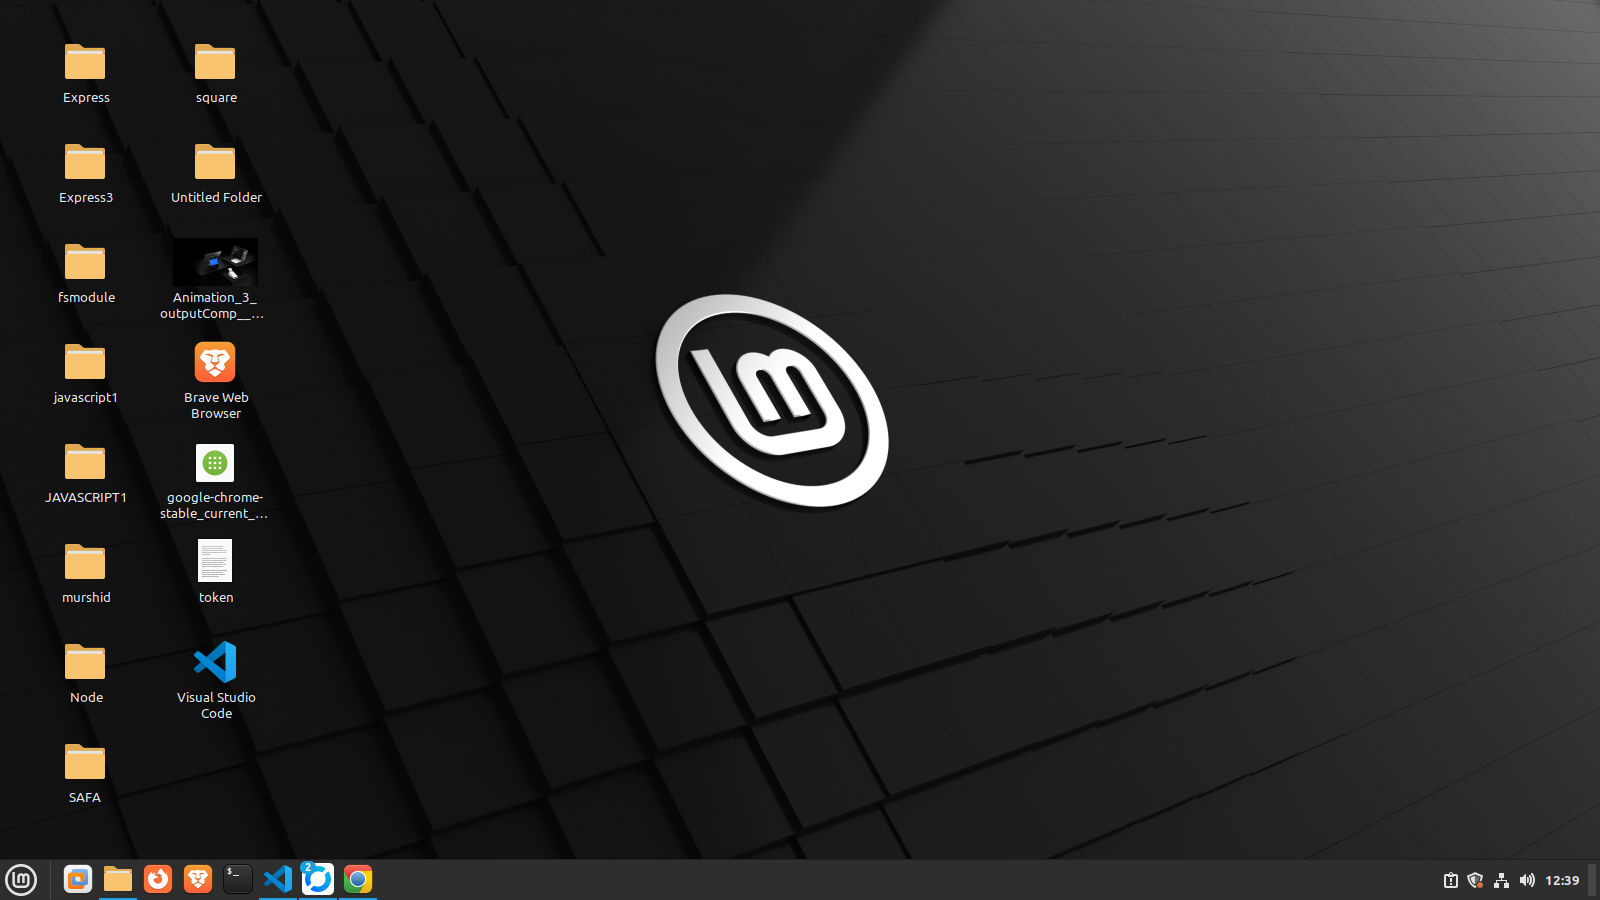 Express
square
Express3
Untitled Folder
fsmodule
Animation_3_
outputComp__...
javascript1
Brave Web
Browser
JAVASCRIPT1
google-chrome-
stable_current_...
murshid
token
Node
Visual Studio
Code
SAFA
$_
2
12:39